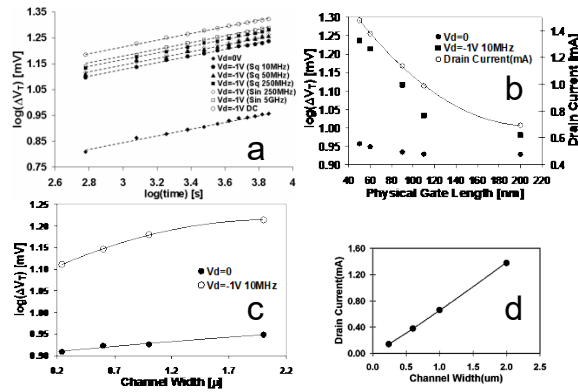 1.35
1.25
1.15
1.05
0.95
0.85
0.75
log(ΔV_T) [mV]
2.6
2.8
3
3.2
3.4
3.6
3.8
4
log(time) [s]
Vd=0V
Vd=-1V (Sq 10MHz)
Vd=-1V (Sq 50MHz)
Vd=-1V (Sq 250MHz)
Vd=-1V (Sin 250MHz)
Vd=-1V (Sin 5GHz)
Vd=-1V DC
a
1.30
1.25
1.20
1.15
1.10
1.05
1.00
0.95
0.90
log(ΔV_T) [mV]
40
60
80
100
120
140
160
180
200
220
Physical Gate Length [nm]
1.4
1.2
1.0
0.8
0.6
0.5
0.4
Drain Current [mA]
Vd=0
Vd=-1V 10MHz
Drain Current(mA)
b
1.25
1.20
1.15
1.10
1.05
1.00
0.95
0.90
log(ΔV_T) [mV]
0.2
0.7
1.2
1.7
2.2
Channel Width [µ]
Vd=0
Vd=-1V 10MHz
c
1.60
1.20
0.80
0.40
0.00
Drain Current(mA)
0.0
0.5
1.0
1.5
2.0
2.5
Channel Width(um)
d